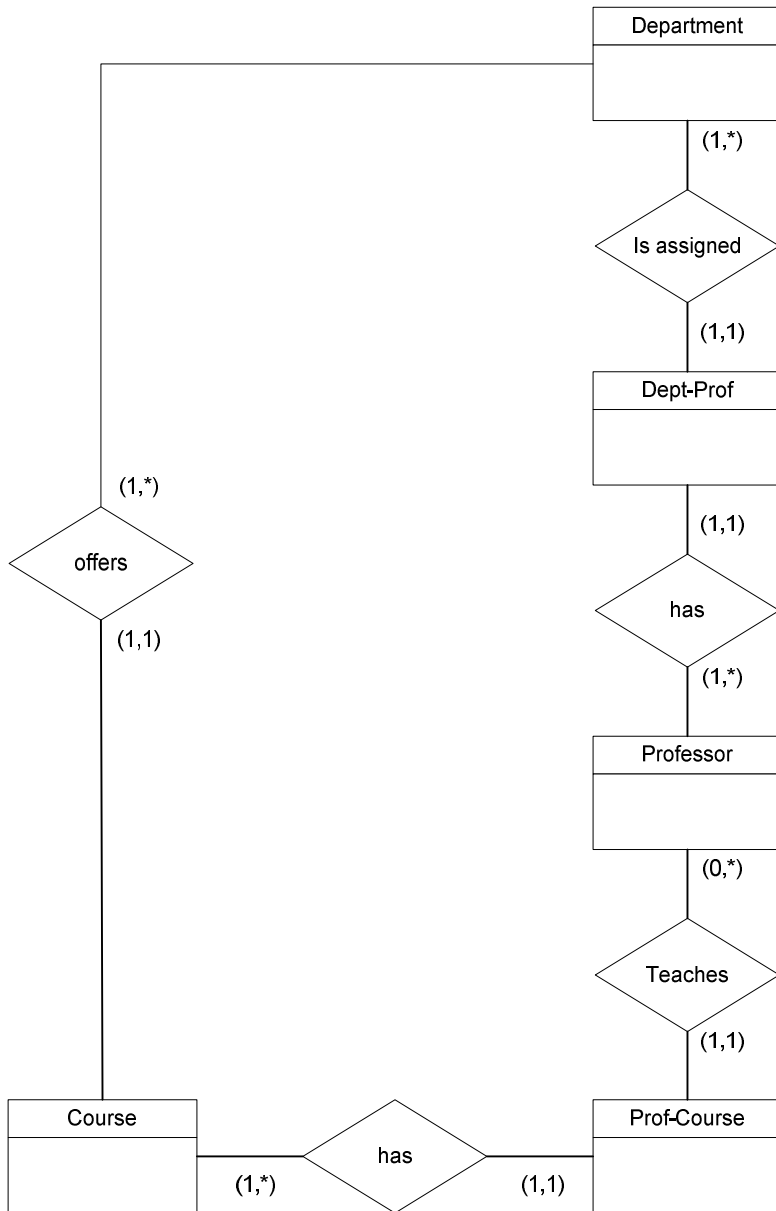 Department
(1,*)
Is assigned
(1,1)
Dept-Prof
(1,*)
(1,1)
offers
has
(1,1)
(1,*)
Professor
(0,*)
Teaches
(1,1)
Course
Prof-Course
has
(1,*)
(1,1)